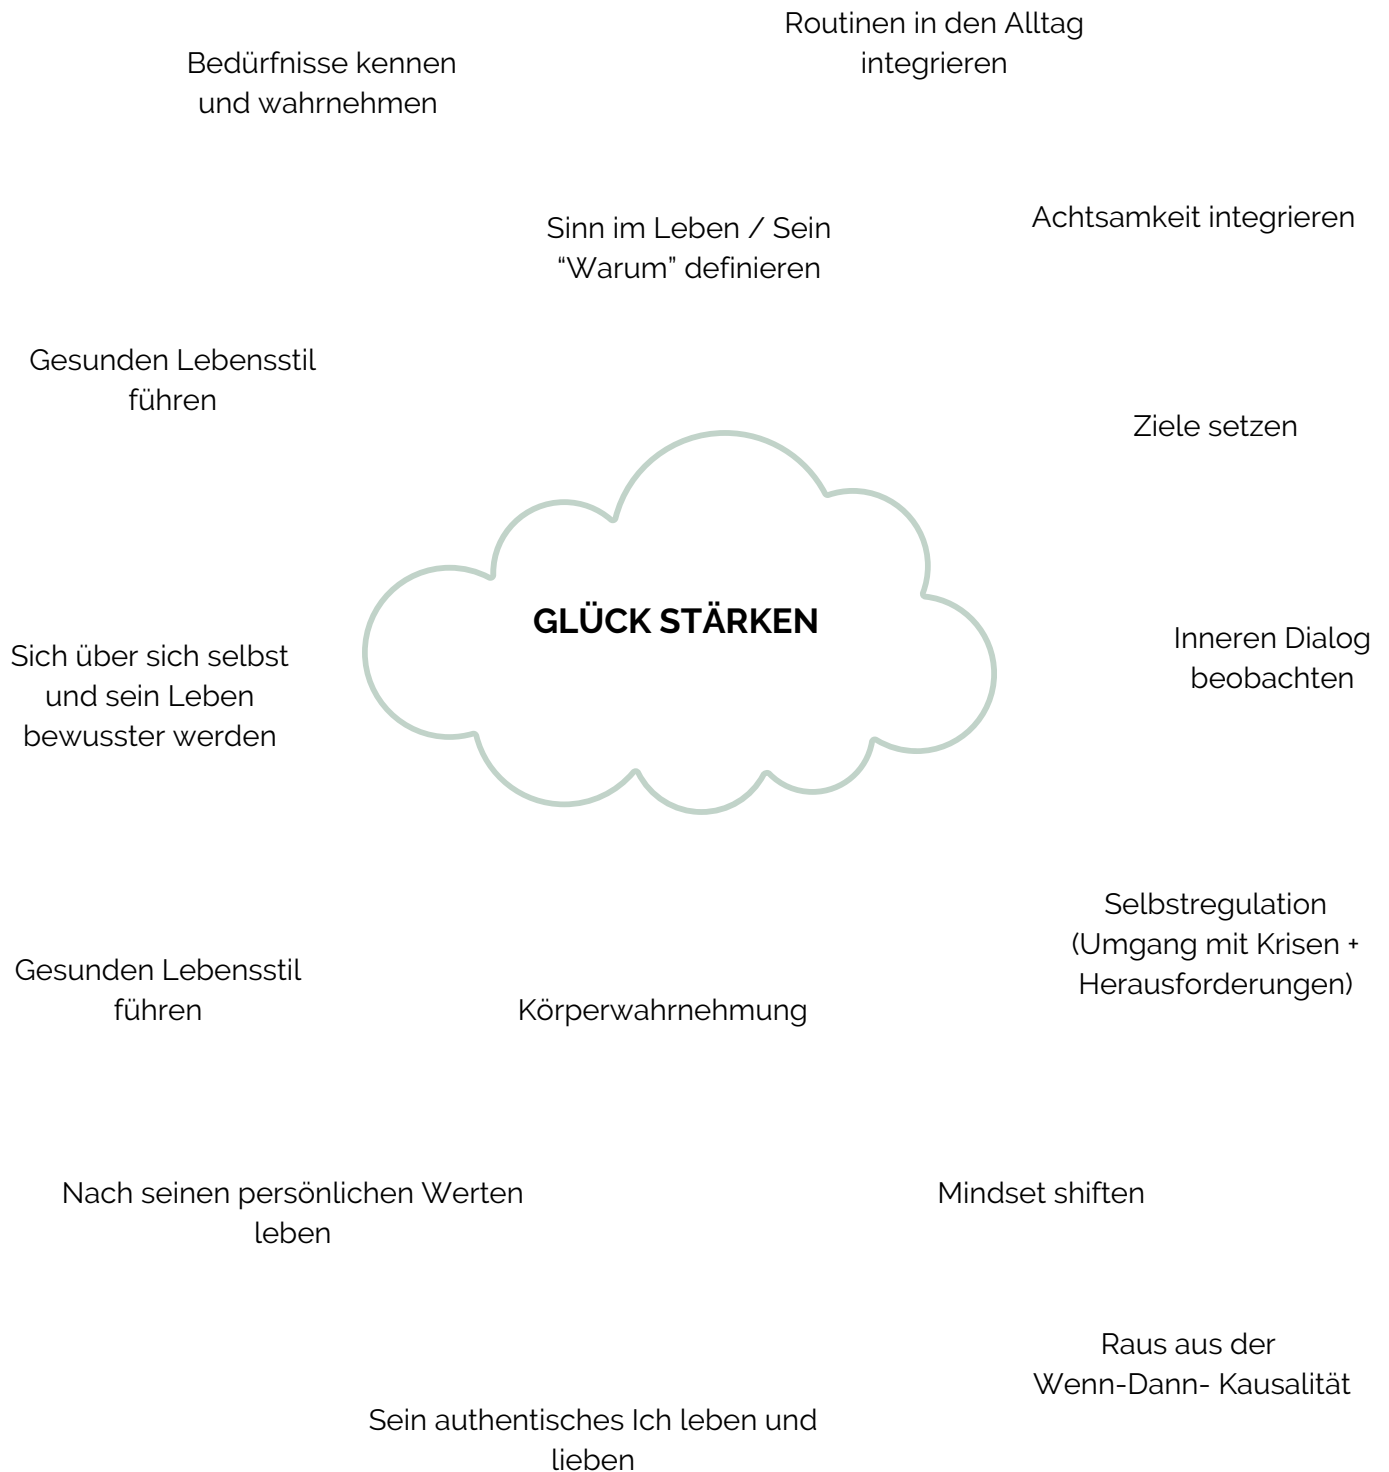 Routinen in den Alltag
integrieren
Bedürfnisse kennen
und wahrnehmen
Achtsamkeit integrieren
Sinn im Leben / Sein
“Warum” definieren
Gesunden Lebensstil
führen
Ziele setzen
GLÜCK STÄRKEN
Inneren Dialog
beobachten
Sich über sich selbst
und sein Leben
bewusster werden
Selbstregulation
(Umgang mit Krisen +
Herausforderungen)
Gesunden Lebensstil
führen
Körperwahrnehmung
Nach seinen persönlichen Werten
leben
Mindset shiften
Raus aus der
Wenn-Dann- Kausalität
Sein authentisches Ich leben und
lieben